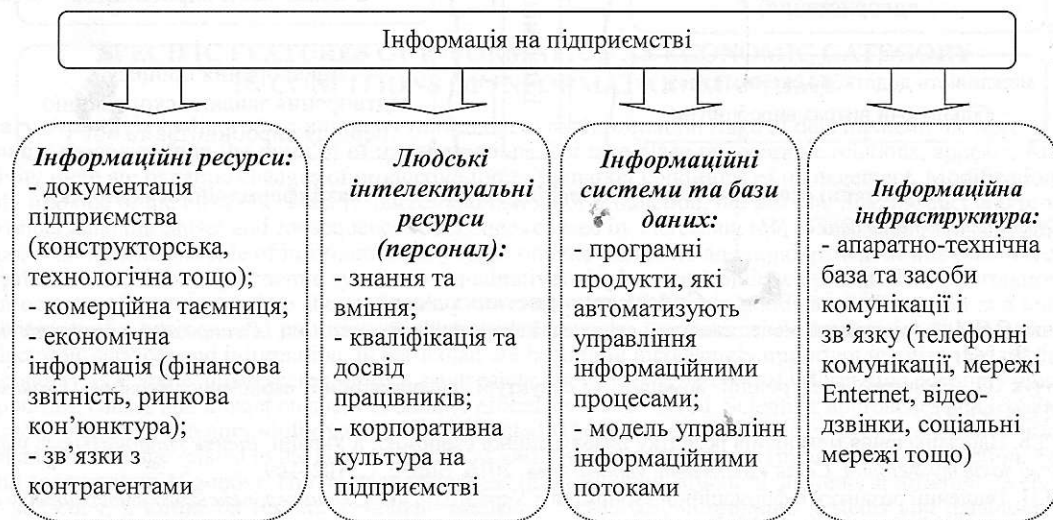 Інформація на підприємстві
Інформаційні ресурси:
- документація
підприємства
(конструкторська,
технологічна тощо);
- комерційна таємниця;
- економічна
інформація (фінансова
звітність, ринкова
кон’юнктура);
- зв’язки з
контрагентами
Людські
інтелектуальні
ресурси
(персонал):
- знання та
вміння;
- кваліфікація та
досвід
працівників;
- корпоративна
культура на
підприємстві
Інформаційні
системи та бази
даних:
- програмні
продукти, які
автоматизують
управління
інформаційними
процесами;
- модель управлінн
інформаційними
потоками
Інформаційна
інфраструктура:
- апаратно-технічна
база та засоби
комунікації і
зв’язку (телефонні
комунікації, мережі
Enternet, відео-
дзвінки, соціальні
мережі тощо)